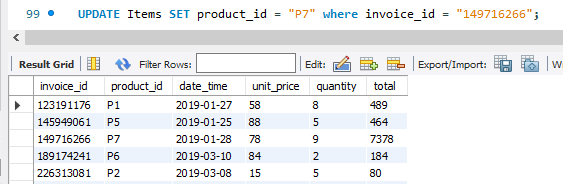 99 UPDATE Items SET product_id = "P7" where invoice_id = "149716266";
Result Grid Filter Rows: Edit: Export/Import:
invoice_id product_id date_time unit_price quantity total
123191176 P1 2019-01-27 58 8 489
145949061 P5 2019-01-25 88 5 464
149716266 P7 2019-01-28 78 9 7378
189174241 P6 2019-03-10 84 2 184
226313081 P2 2019-03-08 15 5 80